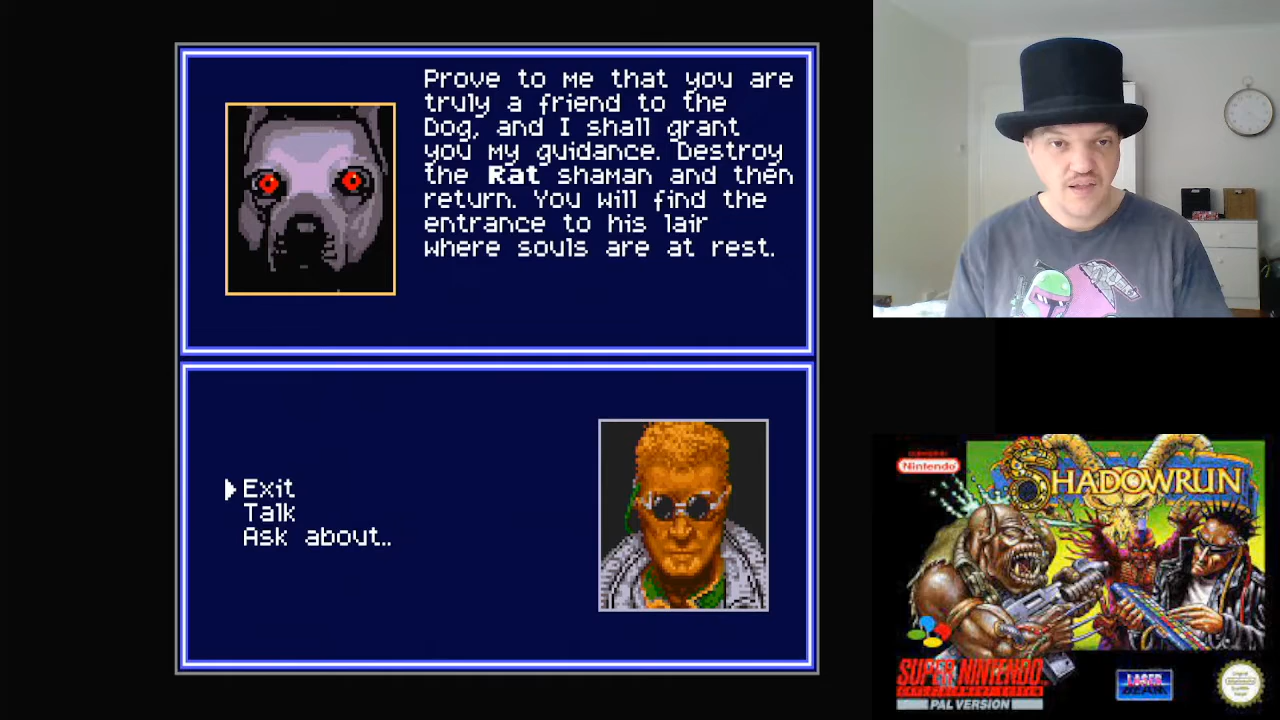 Prove to me that you are
truly a friend to the
Dog, and I shall grant
you my guidance. Destroy
the Rat shaman and then
return. You will find the
entrance to his lair
where souls are at rest.
Exit
Talk
Ask about..
Nintendo
SHADOWRUN
SUPER NINTENDO
PAL VERSION
LASER BEAM